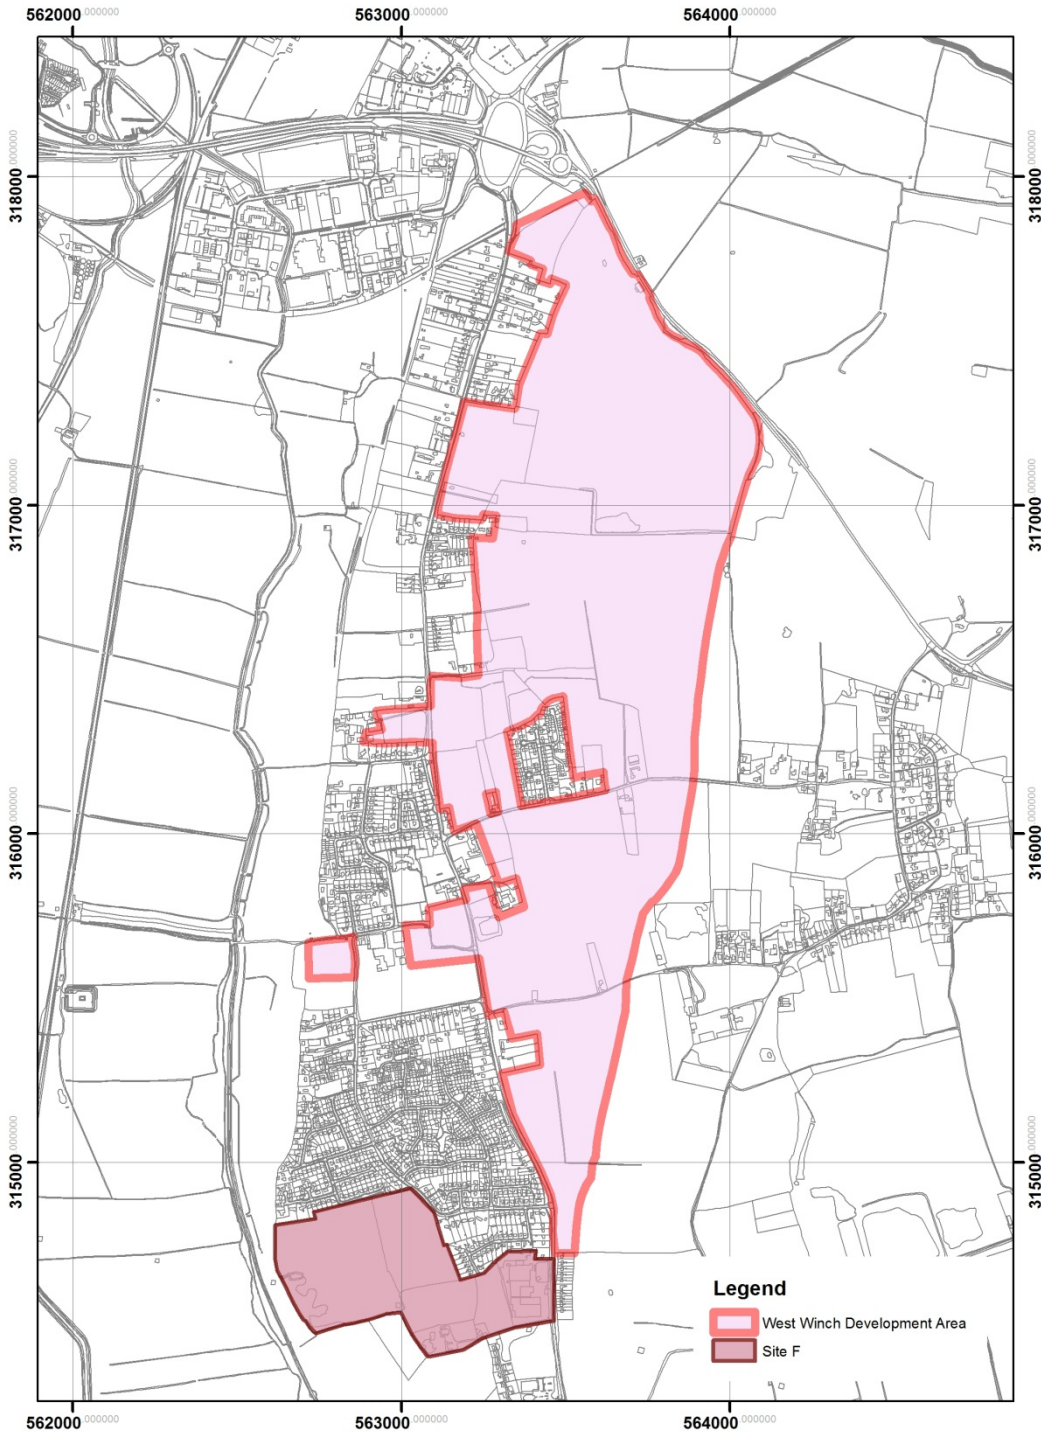 562000.000000 563000.000000 564000.000000
318000.000000 318000.000000
317000.000000 317000.000000
316000.000000 316000.000000
315000.000000 315000.000000
Legend
West Winch Development Area
Site F
562000.000000 563000.000000 564000.000000